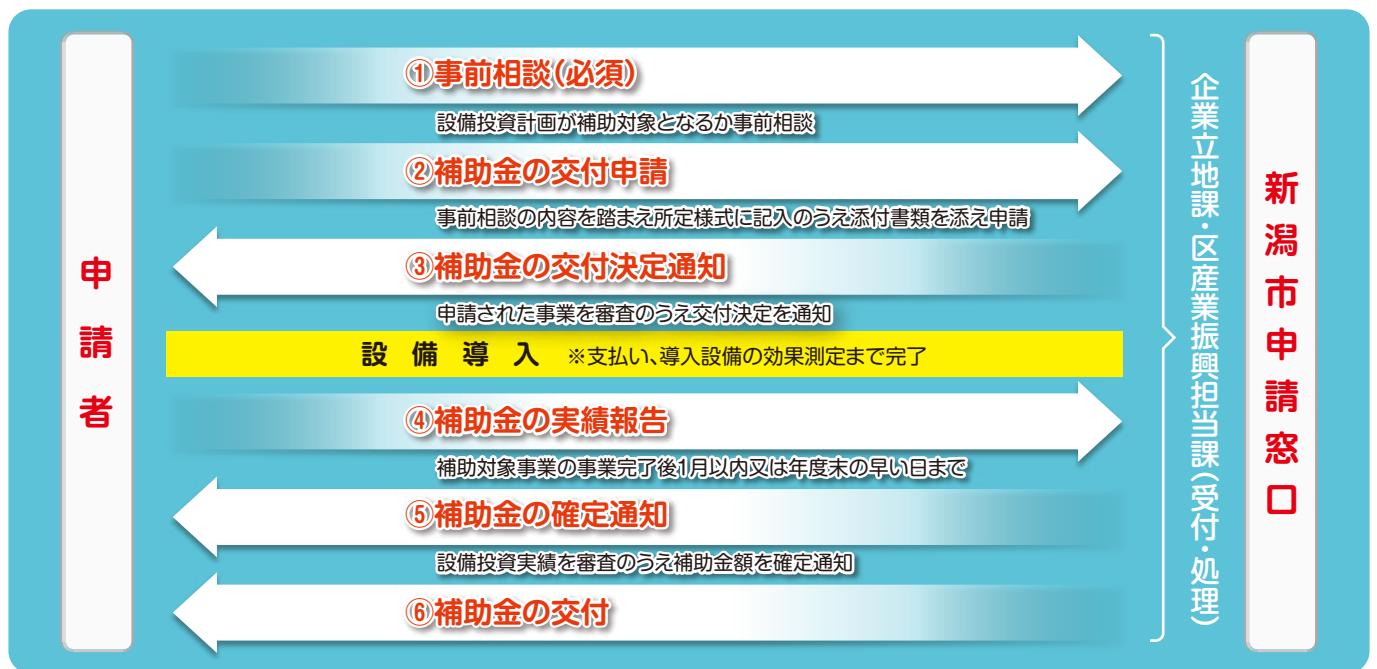 申請者
①事前相談(必須)
設備投資計画が補助対象となるか事前相談
②補助金の交付申請
事前相談の内容を踏まえ所定様式に記入のうえ添付書類を添え申請
③補助金の交付決定通知
申請された事業を審査のうえ交付決定を通知
設備導入 ※支払い、導入設備の効果測定まで完了
④補助金の実績報告
補助対象事業の事業完了後1月以内又は年度末の早い日まで
⑤補助金の確定通知
設備投資実績を審査のうえ補助金額を確定通知
⑥補助金の交付
企業立地課・区産業振興担当課(受付・処理)
新潟市申請窓口